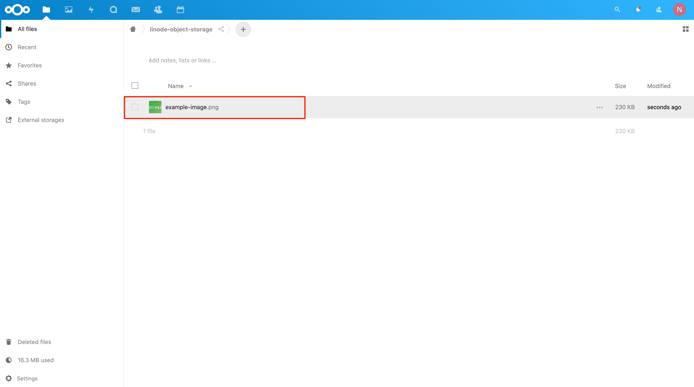 N
All files
linode-object-storage
+
Recent
Add notes, lists or links ...
Favorites
Shares
Name
Size
Modified
Tags
example-image.png
230 KB
seconds ago
External storages
1 file
230 KB
Deleted files
16.3 MB used
Settings